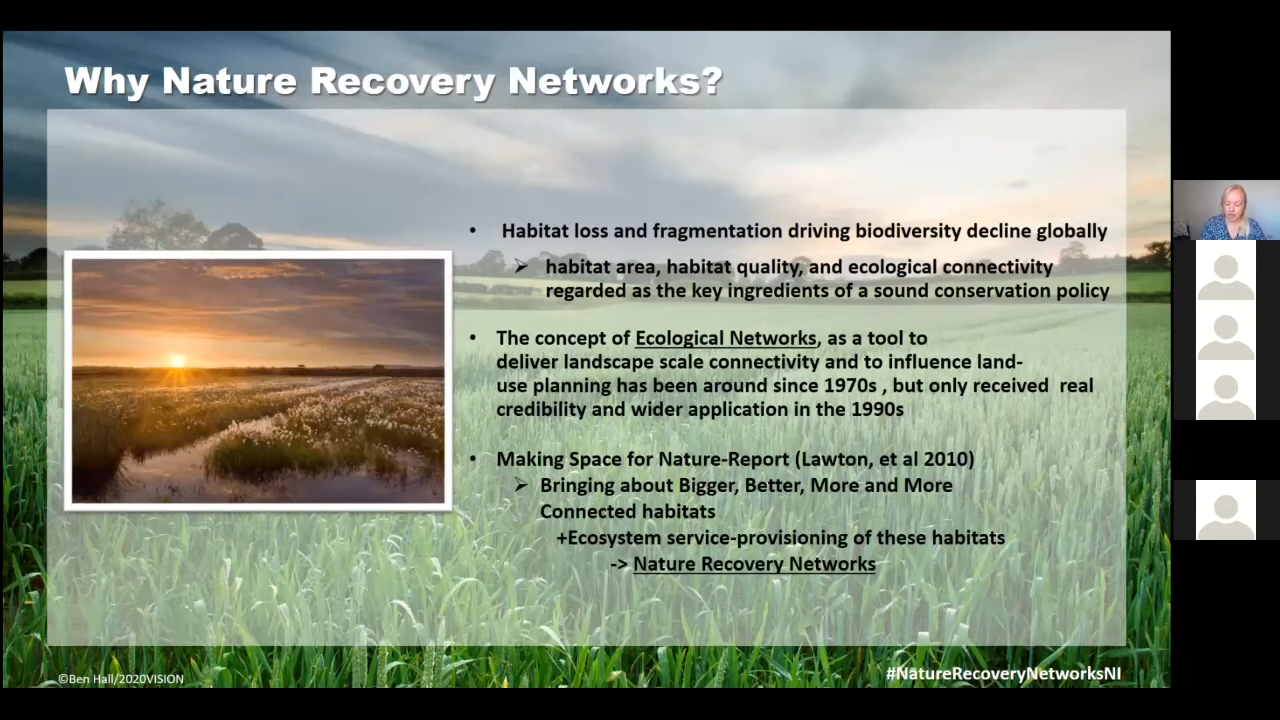 Why Nature Recovery Networks?
• Habitat loss and fragmentation driving biodiversity decline globally
➢ habitat area, habitat quality, and ecological connectivity
regarded as the key ingredients of a sound conservation policy
• The concept of Ecological Networks, as a tool to
deliver landscape scale connectivity and to influence land-
use planning has been around since 1970s , but only received real
credibility and wider application in the 1990s
• Making Space for Nature-Report (Lawton, et al 2010)
➢ Bringing about Bigger, Better, More and More
Connected habitats
+Ecosystem service-provisioning of these habitats
-> Nature Recovery Networks
©Ben Hall/2020VISION
#NatureRecoveryNetworksNI